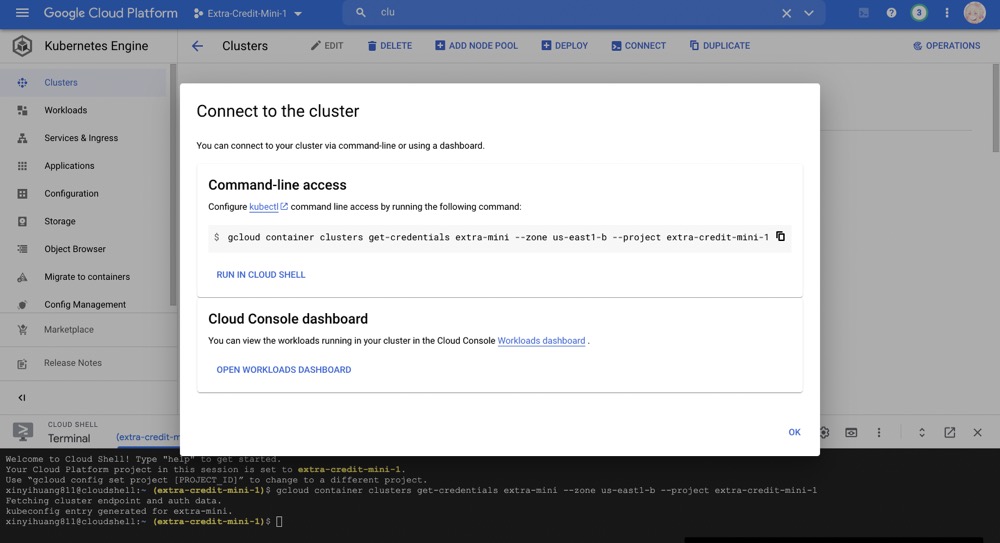 Google Cloud Platform
Extra-Credit-Mini-1
clu
3
Kubernetes Engine
Clusters
EDIT
DELETE
ADD NODE POOL
DEPLOY
CONNECT
DUPLICATE
OPERATIONS
Clusters
Workloads
Services & Ingress
Applications
Configuration
Storage
Object Browser
Migrate to containers
Config Management
Marketplace
Release Notes
Connect to the cluster
You can connect to your cluster via command-line or using a dashboard.
Command-line access
Configure kubectl command line access by running the following command:
$ gcloud container clusters get-credentials extra-mini --zone us-east1-b --project extra-credit-mini-1
RUN IN CLOUD SHELL
Cloud Console dashboard
You can view the workloads running in your cluster in the Cloud Console Workloads dashboard .
OPEN WORKLOADS DASHBOARD
OK
CLOUD SHELL
Terminal
(extra-credit-m
Welcome to Cloud Shell! Type "help" to get started.
Your Cloud Platform project in this session is set to extra-credit-mini-1.
Use “gcloud config set project [PROJECT_ID]” to change to a different project.
xinyihuang811@cloudshell:~ (extra-credit-mini-1)$ gcloud container clusters get-credentials extra-mini --zone us-east1-b --project extra-credit-mini-1
Fetching cluster endpoint and auth data.
kubeconfig entry generated for extra-mini.
xinyihuang811@cloudshell:~ (extra-credit-mini-1)$